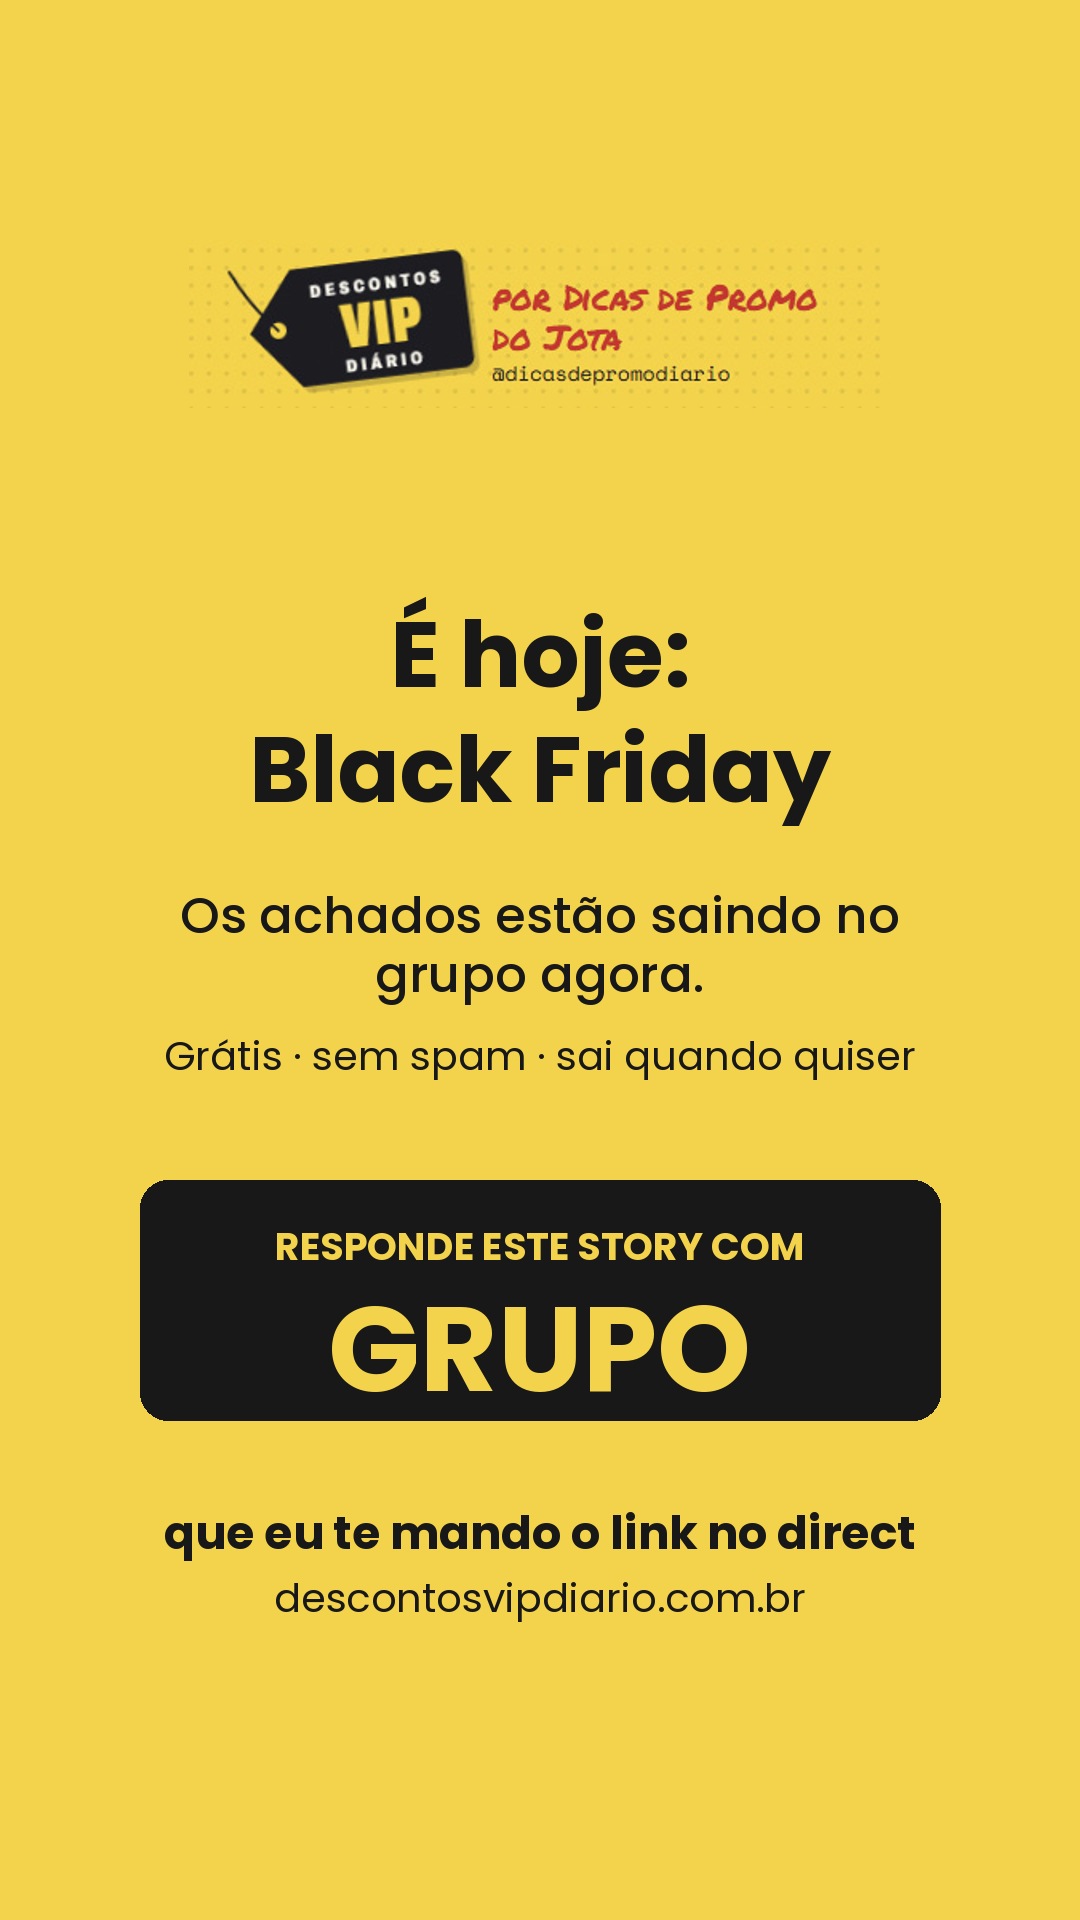 DESCONTOS
VIP
DIÁRIO
por Dicas de Promo
do Jota
@dicasdepromodiario
É hoje:
Black Friday
Os achados estão saindo no
grupo agora.
Grátis · sem spam · sai quando quiser
RESPONDE ESTE STORY COM
GRUPO
que eu te mando o link no direct
descontosvipdiario.com.br